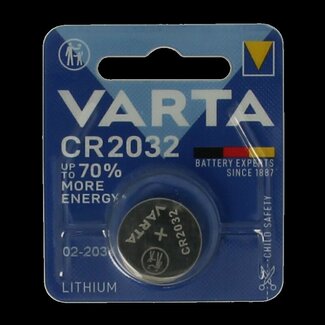 VARTA
CR2032
UP TO 70%
MORE
ENERGY
BATTERY EXPERTS
SINCE 1887
CHILD SAFETY
VARTA
+
CR2032
LITHIUM